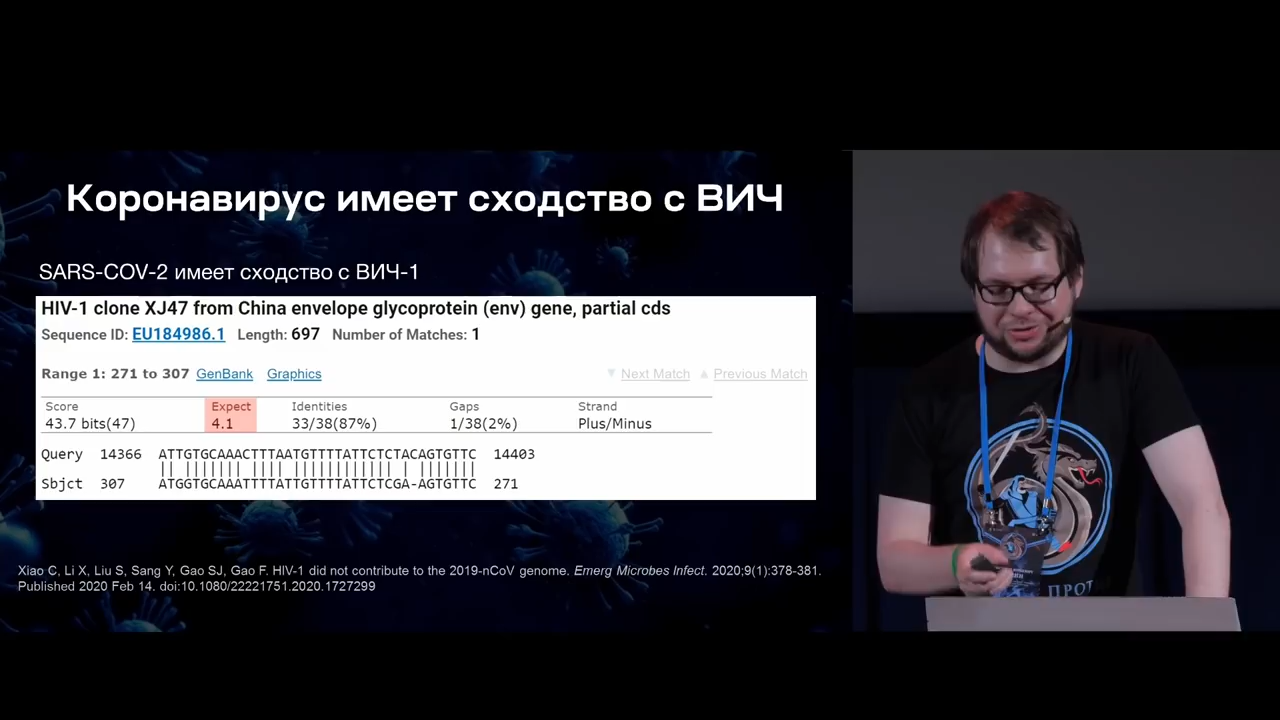 Коронавирус имеет сходство с ВИЧ
SARS-COV-2 имеет сходство с ВИЧ-1
HIV-1 clone XJ47 from China envelope glycoprotein (env) gene, partial cds
Sequence ID: EU184986.1 Length: 697 Number of Matches: 1
Range 1: 271 to 307 GenBank Graphics ▼ Next Match ▲ Previous Match
Score Expect Identities Gaps Strand
43.7 bits(47) 4.1 33/38(87%) 1/38(2%) Plus/Minus
Query 14366 ATTGTGCAAACTTTAATGTTTTATTCTCTACAGTGTTC 14403
|| ||||||| |||| |||||||||||| | |||||||
Sbjct 307 ATGGTGCAAATTTTATTGTTTTATTCTCGA-AGTGTTC 271
Xiao C, Li X, Liu S, Sang Y, Gao SJ, Gao F. HIV-1 did not contribute to the 2019-nCoV genome. Emerg Microbes Infect. 2020;9(1):378-381.
Published 2020 Feb 14. doi:10.1080/22221751.2020.1727299